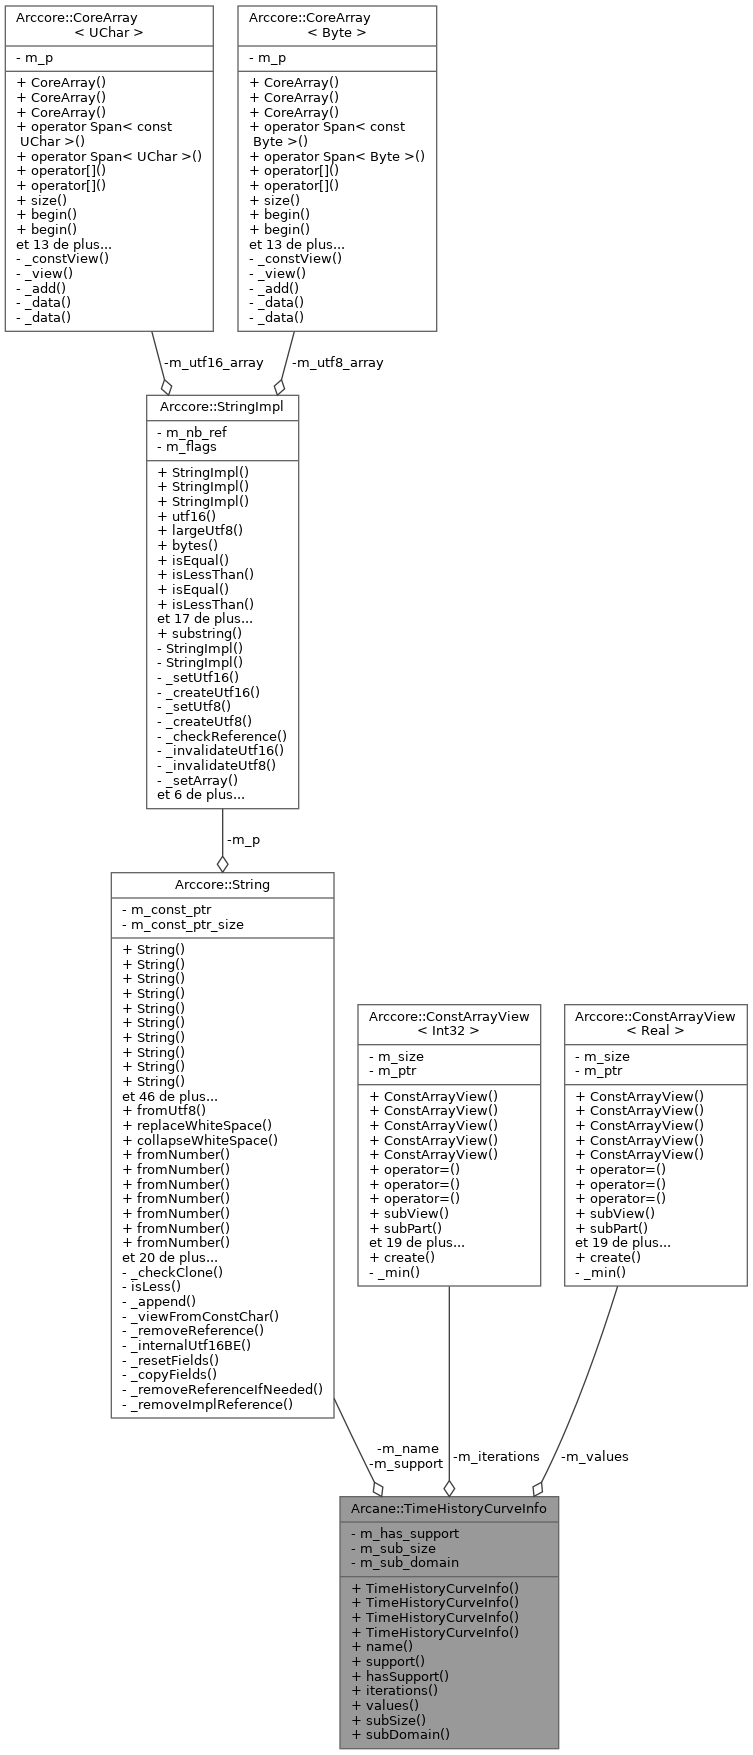 Arccore::CoreArray
< UChar >
- m_p
+ CoreArray()
+ CoreArray()
+ CoreArray()
+ operator Span< const
UChar >()
+ operator Span< UChar >()
+ operator[]()
+ operator[]()
+ size()
+ begin()
+ begin()
et 13 de plus...
- _constView()
- _view()
- _add()
- _data()
- _data()
Arccore::CoreArray
< Byte >
- m_p
+ CoreArray()
+ CoreArray()
+ CoreArray()
+ operator Span< const
Byte >()
+ operator Span< Byte >()
+ operator[]()
+ operator[]()
+ size()
+ begin()
+ begin()
et 13 de plus...
- _constView()
- _view()
- _add()
- _data()
- _data()
-m_utf16_array
-m_utf8_array
Arccore::StringImpl
- m_nb_ref
- m_flags
+ StringImpl()
+ StringImpl()
+ StringImpl()
+ utf16()
+ largeUtf8()
+ bytes()
+ isEqual()
+ isLessThan()
+ isEqual()
+ isLessThan()
et 17 de plus...
+ substring()
- StringImpl()
- StringImpl()
- _setUtf16()
- _createUtf16()
- _setUtf8()
- _createUtf8()
- _checkReference()
- _invalidateUtf16()
- _invalidateUtf8()
- _setArray()
et 6 de plus...
-m_p
Arccore::String
- m_const_ptr
- m_const_ptr_size
+ String()
+ String()
+ String()
+ String()
+ String()
+ String()
+ String()
+ String()
+ String()
+ String()
et 46 de plus...
+ fromUtf8()
+ replaceWhiteSpace()
+ collapseWhiteSpace()
+ fromNumber()
+ fromNumber()
+ fromNumber()
+ fromNumber()
+ fromNumber()
+ fromNumber()
+ fromNumber()
et 20 de plus...
- _checkClone()
- isLess()
- _append()
- _viewFromConstChar()
- _removeReference()
- _internalUtf16BE()
- _resetFields()
- _copyFields()
- _removeReferenceIfNeeded()
- _removeImplReference()
Arccore::ConstArrayView
< Int32 >
- m_size
- m_ptr
+ ConstArrayView()
+ ConstArrayView()
+ ConstArrayView()
+ ConstArrayView()
+ ConstArrayView()
+ operator=()
+ operator=()
+ operator=()
+ subView()
+ subPart()
et 19 de plus...
+ create()
- _min()
Arccore::ConstArrayView
< Real >
- m_size
- m_ptr
+ ConstArrayView()
+ ConstArrayView()
+ ConstArrayView()
+ ConstArrayView()
+ ConstArrayView()
+ operator=()
+ operator=()
+ operator=()
+ subView()
+ subPart()
et 19 de plus...
+ create()
- _min()
-m_name
-m_support
-m_iterations
-m_values
Arcane::TimeHistoryCurveInfo
- m_has_support
- m_sub_size
- m_sub_domain
+ TimeHistoryCurveInfo()
+ TimeHistoryCurveInfo()
+ TimeHistoryCurveInfo()
+ TimeHistoryCurveInfo()
+ name()
+ support()
+ hasSupport()
+ iterations()
+ values()
+ subSize()
+ subDomain()